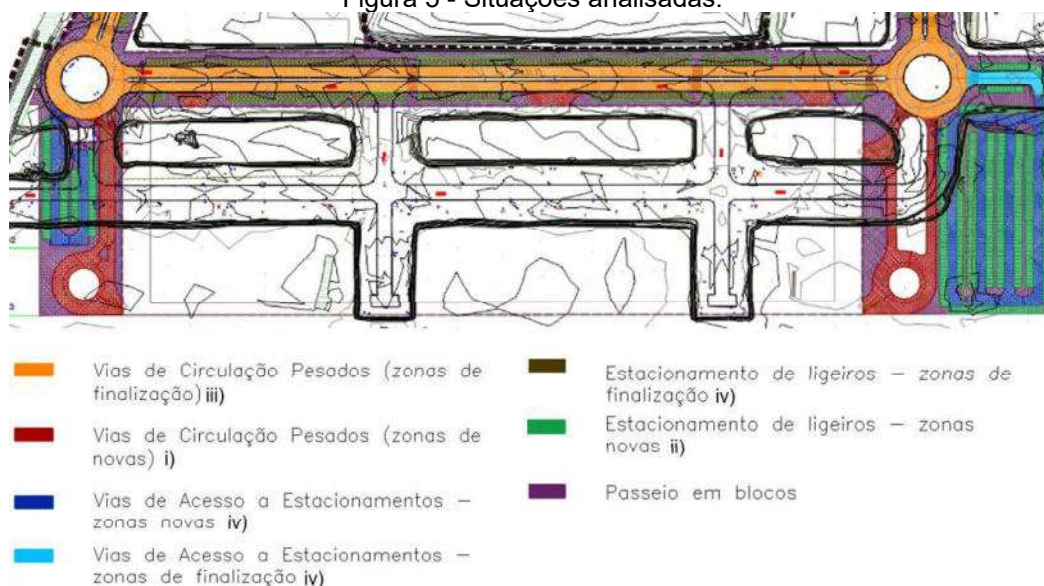 Figura 5 - Situações analisadas.
Vias de Circulação Pesados (zonas de
finalização) iii)
Vias de Circulação Pesados (zonas de
novas) i)
Vias de Acesso a Estacionamentos –
zonas novas iv)
Vias de Acesso a Estacionamentos –
zonas de finalização iv)
Estacionamento de ligeiros – zonas de
finalização iv)
Estacionamento de ligeiros – zonas
novas ii)
Passeio em blocos